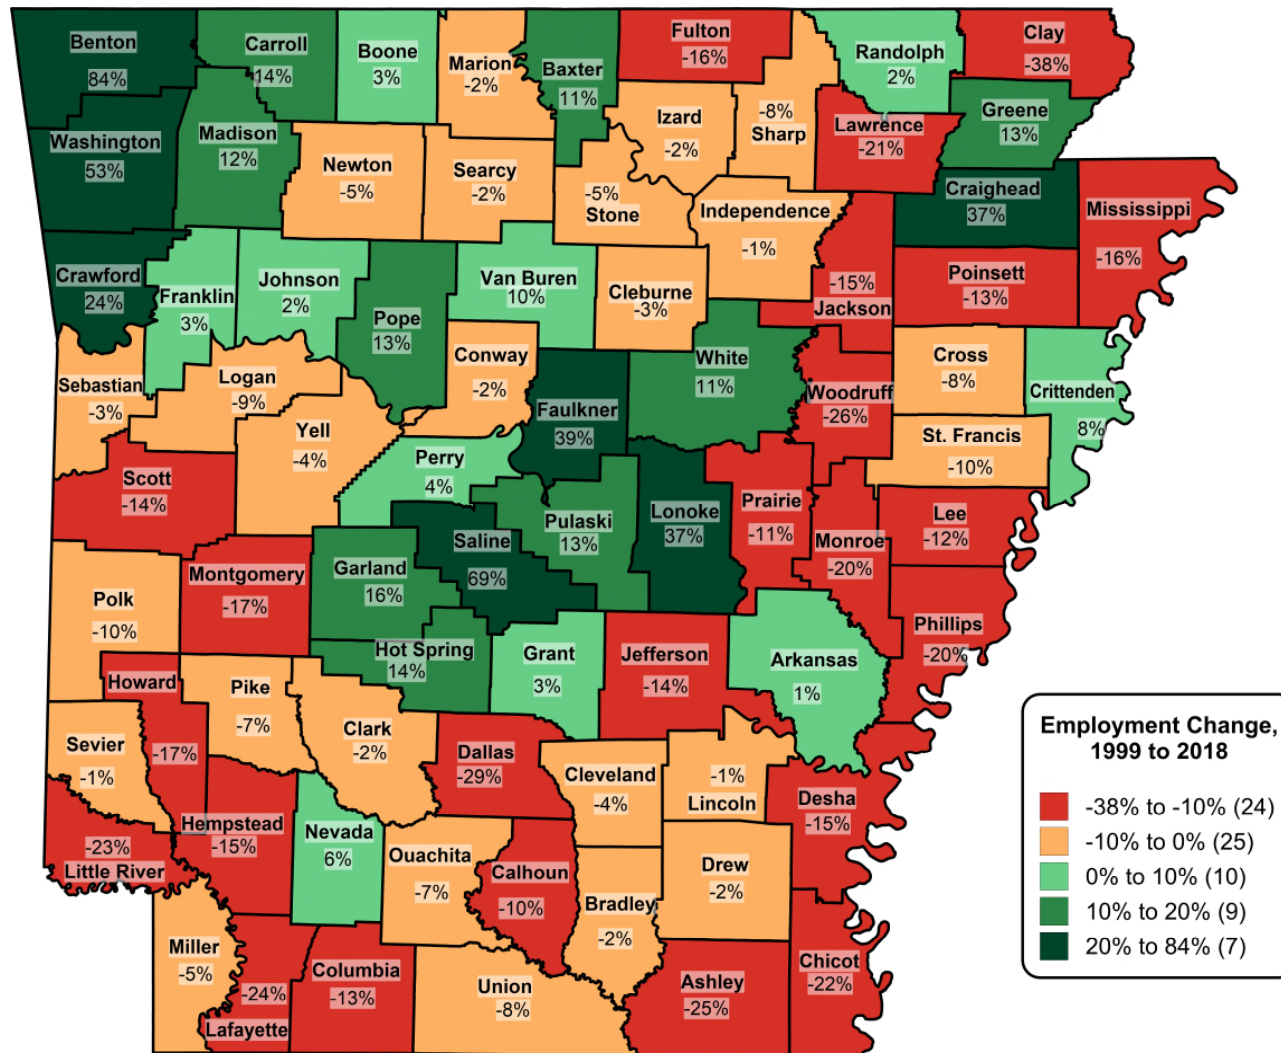 Benton
84%
Carroll
14%
Boone
3%
Marion
-2%
Baxter
11%
Fulton
-16%
Randolph
2%
Clay
-38%
Washington
53%
Madison
12%
Newton
-5%
Searcy
-2%
-5%
Stone
Izard
-2%
-8%
Sharp
Lawrence
-21%
Greene
13%
Craighead
37%
Mississippi
-16%
Independence
-1%
Crawford
24%
Franklin
3%
Johnson
2%
Pope
13%
Van Buren
10%
Cleburne
-3%
-15%
Jackson
Poinsett
-13%
Sebastian
-3%
Logan
-9%
Yell
-4%
Conway
-2%
Faulkner
39%
White
11%
Woodruff
-26%
Cross
-8%
Crittenden
8%
St. Francis
-10%
Scott
-14%
Perry
4%
Saline
69%
Pulaski
13%
Lonoke
37%
Prairie
-11%
Monroe
-20%
Lee
-12%
Polk
-10%
Montgomery
-17%
Garland
16%
Hot Spring
14%
Grant
3%
Jefferson
-14%
Arkansas
1%
Phillips
-20%
Howard
-17%
Pike
-7%
Clark
-2%
Dallas
-29%
Cleveland
-4%
-1%
Lincoln
Desha
-15%
Sevier
-1%
-23%
Little River
Hempstead
-15%
Nevada
6%
Ouachita
-7%
Calhoun
-10%
Bradley
-2%
Drew
-2%
Miller
-5%
-24%
Lafayette
Columbia
-13%
Union
-8%
Ashley
-25%
Chicot
-22%
Employment Change,
1999 to 2018
-38% to -10% (24)
-10% to 0% (25)
0% to 10% (10)
10% to 20% (9)
20% to 84% (7)